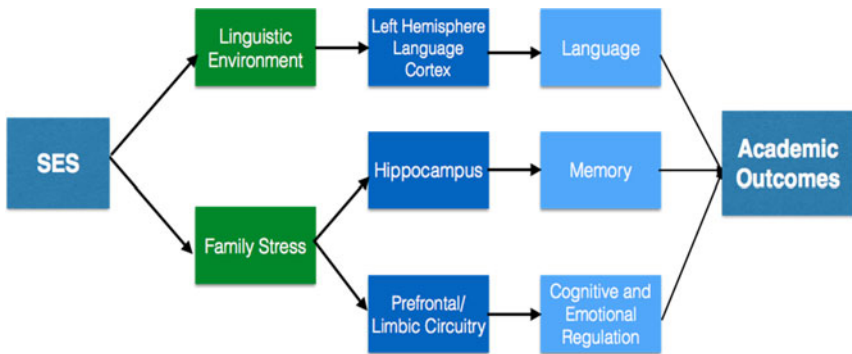 Linguistic
Environment
Left Hemisphere
Language
Cortex
Language
SES
Hippocampus
Memory
Academic
Outcomes
Family Stress
Prefrontal/
Limbic Circuitry
Cognitive and
Emotional
Regulation